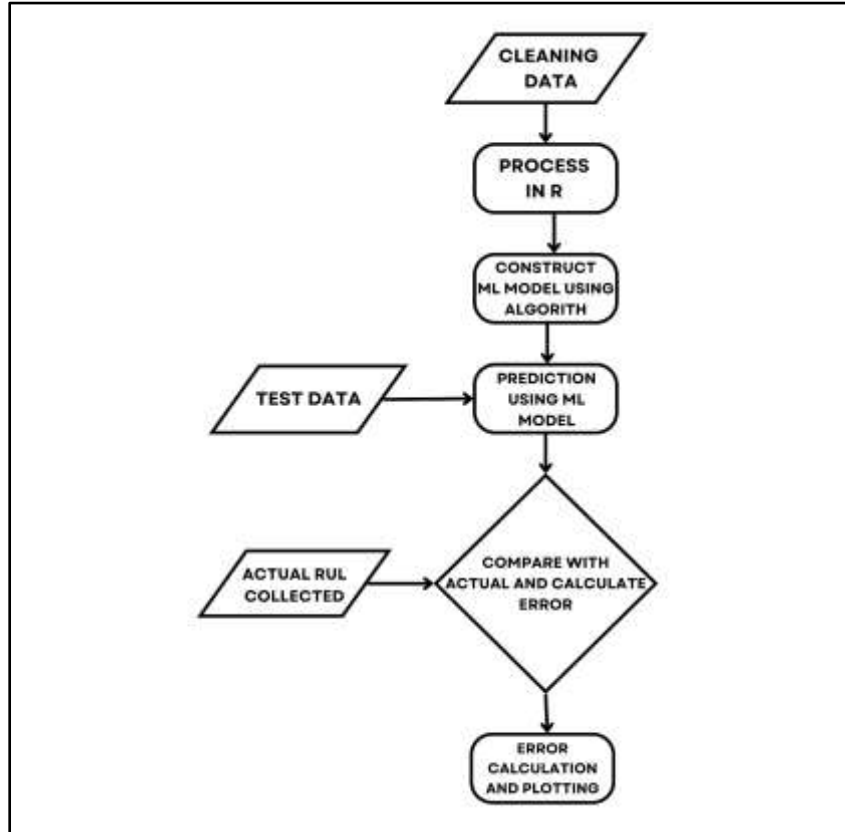 CLEANING
DATA
PROCESS
IN R
CONSTRUCT
ML MODEL USING
ALGORITH
TEST DATA
PREDICTION
USING ML
MODEL
ACTUAL RUL
COLLECTED
COMPARE WITH
ACTUAL AND CALCULATE
ERROR
ERROR
CALCULATION
AND PLOTTING